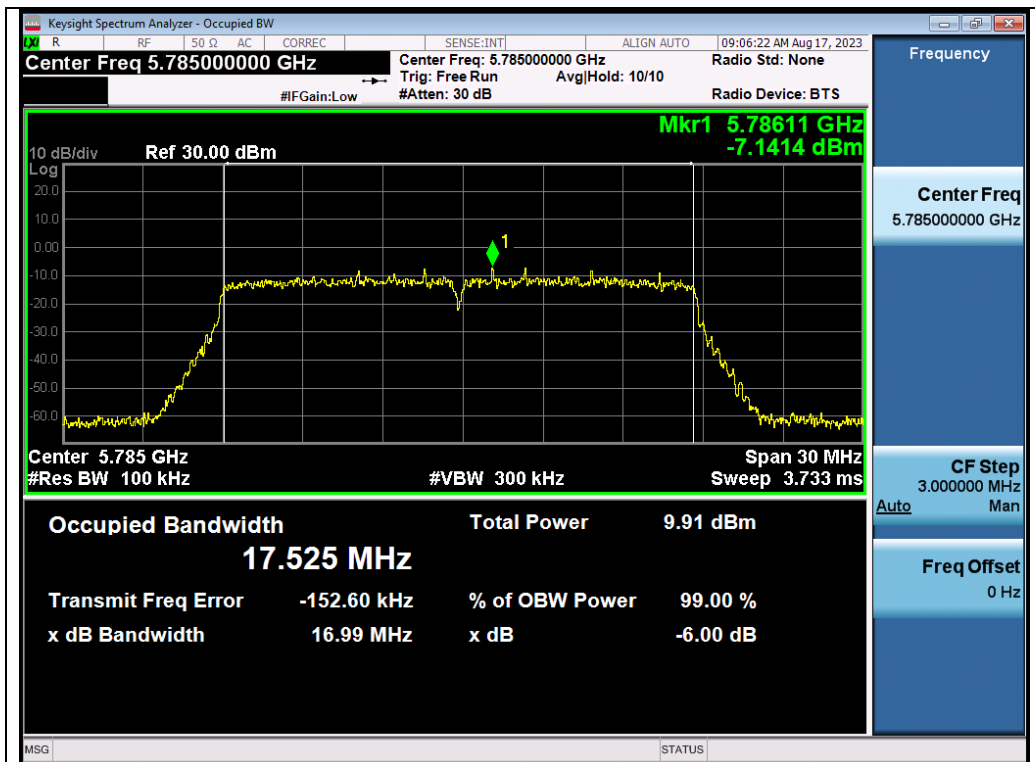 Keysight Spectrum Analyzer - Occupied BW
LXI R RF 50 Ω AC CORREC SENSE:INT ALIGN AUTO 09:06:22 AM Aug 17, 2023
Center Freq 5.785000000 GHz
Center Freq: 5.785000000 GHz Radio Std: None
Trig: Free Run Avg|Hold: 10/10
#IFGain:Low #Atten: 30 dB Radio Device: BTS
Mkr1 5.78611 GHz
-7.1414 dBm
10 dB/div Ref 30.00 dBm
Log
20.0
10.0
0.00
-10.0
-20.0
-30.0
-40.0
-50.0
-60.0
1
Center 5.785 GHz Span 30 MHz
#Res BW 100 kHz #VBW 300 kHz Sweep 3.733 ms
Occupied Bandwidth Total Power 9.91 dBm
17.525 MHz
Transmit Freq Error -152.60 kHz % of OBW Power 99.00 %
x dB Bandwidth 16.99 MHz x dB -6.00 dB
MSG STATUS
Frequency
Center Freq
5.785000000 GHz
CF Step
3.000000 MHz
Auto Man
Freq Offset
0 Hz